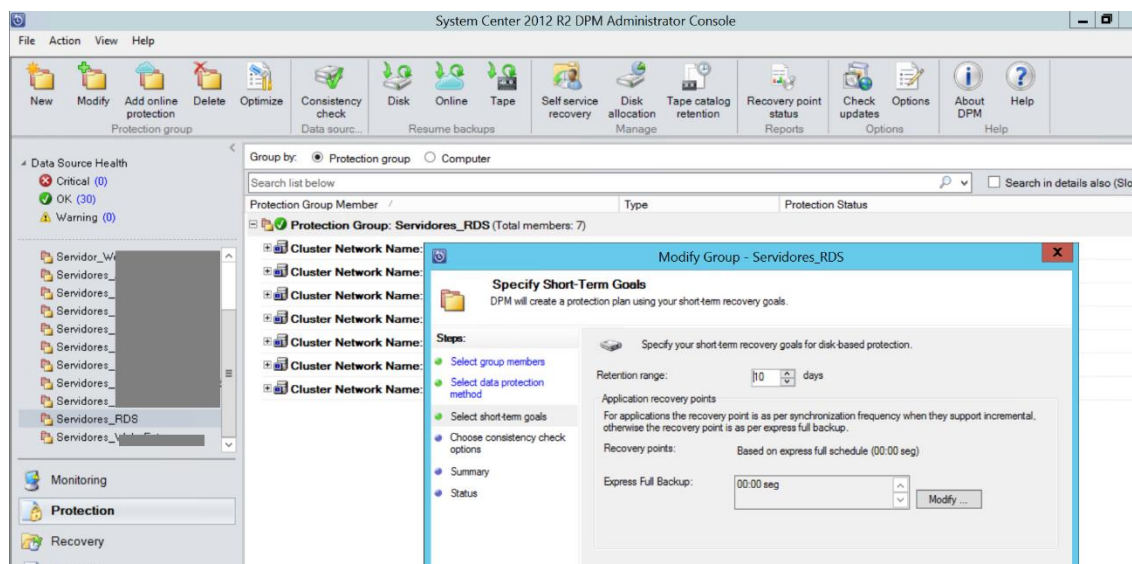 System Center 2012 R2 DPM Administrator Console
File Action View Help
New Modify Add online protection Delete Optimize Consistency check Disk Online Tape Self service recovery Disk allocation Tape catalog retention Recovery point status Check updates Options About DPM Help
Protection group Data sourc... Resume backups Manage Reports Options Help
Data Source Health
Critical (0)
OK (30)
Warning (0)
Servidor_W
Servidores_
Servidores_
Servidores_
Servidores_
Servidores_
Servidores_
Servidores_
Servidores_
Servidores_RDS
Servidores_
Monitoring
Protection
Recovery
Group by: Protection group Computer
Search list below
Search in details also (Slo
Protection Group Member Type Protection Status
Protection Group: Servidores_RDS (Total members: 7)
Cluster Network Name:
Cluster Network Name:
Cluster Network Name:
Cluster Network Name:
Cluster Network Name:
Cluster Network Name:
Cluster Network Name:
Modify Group - Servidores_RDS
X
Specify Short-Term Goals
DPM will create a protection plan using your short-term recovery goals.
Steps:
Select group members
Select data protection
method
Select short-term goals
Choose consistency check
options
Summary
Status
Specify your short-term recovery goals for disk-based protection.
Retention range: 10 days
Application recovery points
For applications the recovery point is as per synchronization frequency when they support incremental,
otherwise the recovery point is as per express full backup.
Recovery points: Based on express full schedule (00:00 seg)
Express Full Backup: 00:00 seg
Modify ...